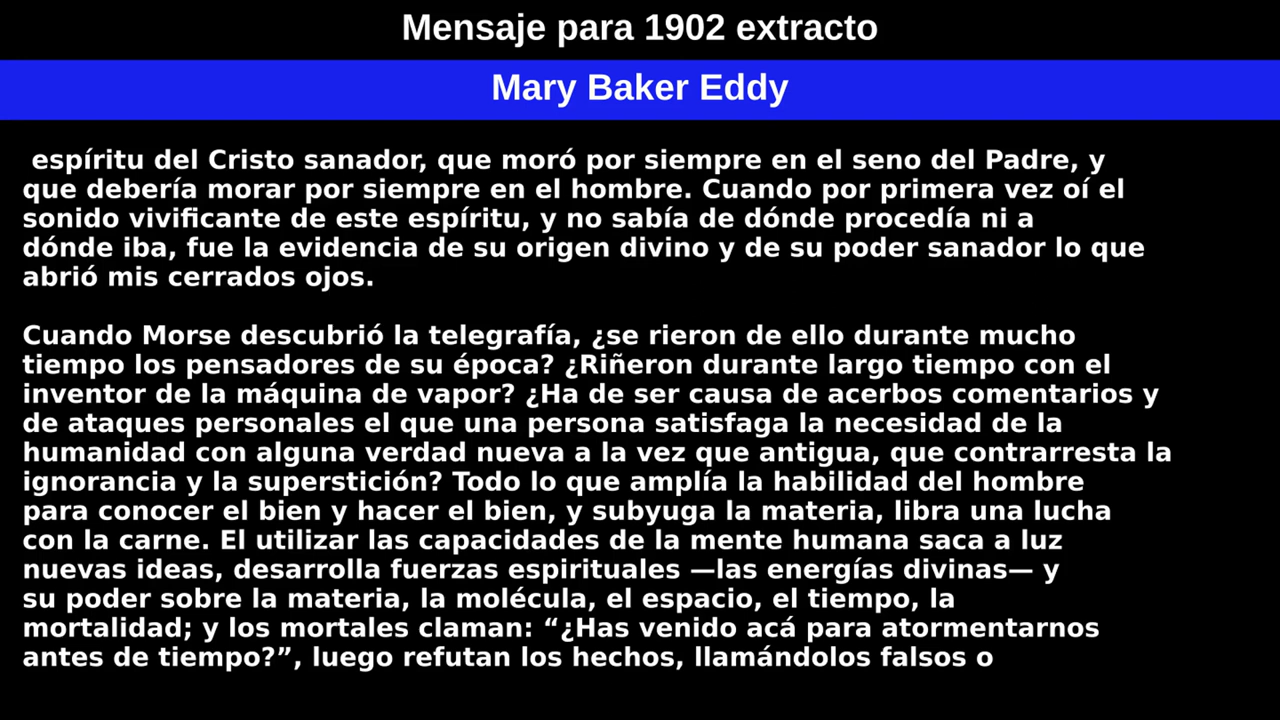 Mensaje para 1902 extracto
Mary Baker Eddy
espíritu del Cristo sanador, que moró por siempre en el seno del Padre, y
que debería morar por siempre en el hombre. Cuando por primera vez oí el
sonido vivificante de este espíritu, y no sabía de dónde procedía ni a
dónde iba, fue la evidencia de su origen divino y de su poder sanador lo que
abrió mis cerrados ojos.
Cuando Morse descubrió la telegrafía, ¿se rieron de ello durante mucho
tiempo los pensadores de su época? ¿Riñeron durante largo tiempo con el
inventor de la máquina de vapor? ¿Ha de ser causa de acerbos comentarios y
de ataques personales el que una persona satisfaga la necesidad de la
humanidad con alguna verdad nueva a la vez que antigua, que contrarresta la
ignorancia y la superstición? Todo lo que amplía la habilidad del hombre
para conocer el bien y hacer el bien, y subyuga la materia, libra una lucha
con la carne. El utilizar las capacidades de la mente humana saca a luz
nuevas ideas, desarrolla fuerzas espirituales —las energías divinas— y
su poder sobre la materia, la molécula, el espacio, el tiempo, la
mortalidad; y los mortales claman: “¿Has venido acá para atormentarnos
antes de tiempo?”, luego refutan los hechos, llamándolos falsos o